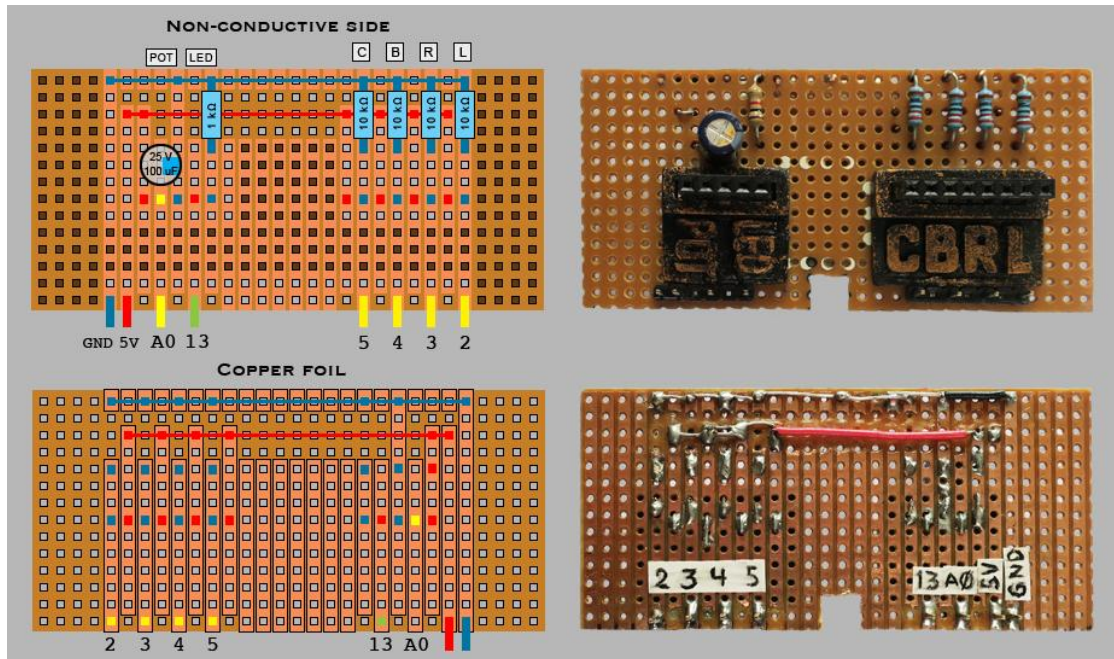 NON-CONDUCTIVE SIDE
POT LED C B R L
1 kΩ 10 kΩ 10 kΩ 10 kΩ 10 kΩ
25 V
100 uF
GND 5V A0 13 5 4 3 2
POT LED CBRL
COPPER FOIL
2 3 4 5 13 A0
2 3 4 5 13 A0 5V GND